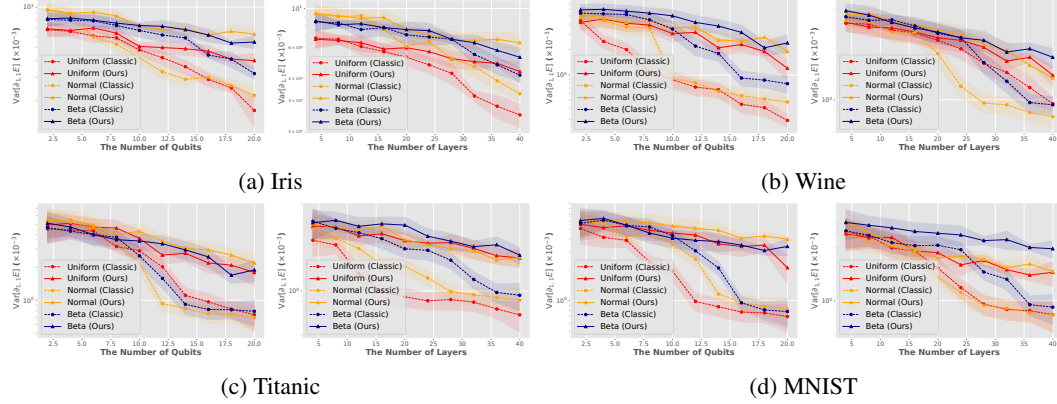 10¹
Var[∂₁,₁E] (×10⁻³)
Uniform (Classic)
Uniform (Ours)
Normal (Classic)
Normal (Ours)
Beta (Classic)
Beta (Ours)
2.5 5.0 7.5 10.0 12.5 15.0 17.5 20.0
The Number of Qubits
Var[∂₁,₁E] (×10⁻³)
Uniform (Classic)
Uniform (Ours)
Normal (Classic)
Normal (Ours)
Beta (Classic)
Beta (Ours)
5 10 15 20 25 30 35 40
The Number of Layers
(a) Iris
Var[∂₁,₁E] (×10⁻³)
10⁰
Uniform (Classic)
Uniform (Ours)
Normal (Classic)
Normal (Ours)
Beta (Classic)
Beta (Ours)
2.5 5.0 7.5 10.0 12.5 15.0 17.5 20.0
The Number of Qubits
Var[∂₁,₁E] (×10⁻³)
10⁰
Uniform (Classic)
Uniform (Ours)
Normal (Classic)
Normal (Ours)
Beta (Classic)
Beta (Ours)
5 10 15 20 25 30 35 40
The Number of Layers
(b) Wine
Var[∂₁,₁E] (×10⁻³)
10⁰
Uniform (Classic)
Uniform (Ours)
Normal (Classic)
Normal (Ours)
Beta (Classic)
Beta (Ours)
2.5 5.0 7.5 10.0 12.5 15.0 17.5 20.0
The Number of Qubits
Var[∂₁,₁E] (×10⁻³)
10⁰
Uniform (Classic)
Uniform (Ours)
Normal (Classic)
Normal (Ours)
Beta (Classic)
Beta (Ours)
5 10 15 20 25 30 35 40
The Number of Layers
(c) Titanic
Var[∂₁,₁E] (×10⁻³)
10⁰
Uniform (Classic)
Uniform (Ours)
Normal (Classic)
Normal (Ours)
Beta (Classic)
Beta (Ours)
2.5 5.0 7.5 10.0 12.5 15.0 17.5 20.0
The Number of Qubits
Var[∂₁,₁E] (×10⁻³)
10⁰
Uniform (Classic)
Uniform (Ours)
Normal (Classic)
Normal (Ours)
Beta (Classic)
Beta (Ours)
5 10 15 20 25 30 35 40
The Number of Layers
(d) MNIST